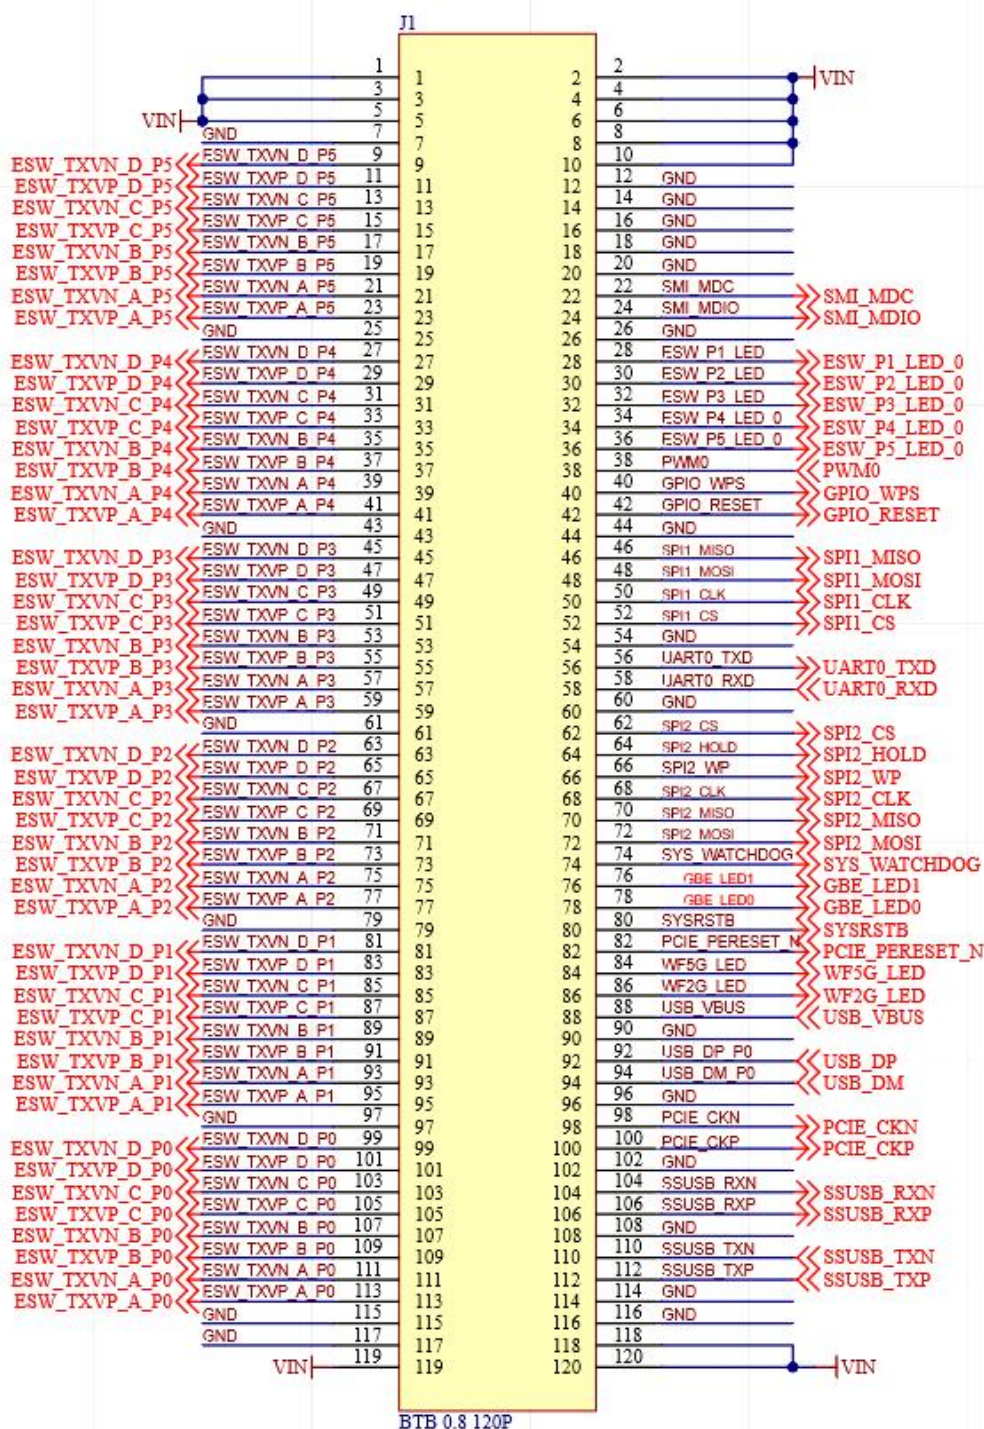 J1
1 1 2 2 VIN
3 3 4 4
VIN 5 5 6 6
GND 7 7 8 8
ESW_TXVN_D_P5 ESW_TXVN_D_P5 9 9 10 10
ESW_TXVP_D_P5 ESW_TXVP_D_P5 11 11 12 12 GND
ESW_TXVN_C_P5 ESW_TXVN_C_P5 13 13 14 14 GND
ESW_TXVP_C_P5 ESW_TXVP_C_P5 15 15 16 16 GND
ESW_TXVN_B_P5 ESW_TXVN_B_P5 17 17 18 18 GND
ESW_TXVP_B_P5 ESW_TXVP_B_P5 19 19 20 20 GND
ESW_TXVN_A_P5 ESW_TXVN_A_P5 21 21 22 22 SMI_MDC SMI_MDC
ESW_TXVP_A_P5 ESW_TXVP_A_P5 23 23 24 24 SMI_MDIO SMI_MDIO
GND 25 25 26 26 GND
ESW_TXVN_D_P4 ESW_TXVN_D_P4 27 27 28 28 ESW_P1_LED ESW_P1_LED_0
ESW_TXVP_D_P4 ESW_TXVP_D_P4 29 29 30 30 ESW_P2_LED ESW_P2_LED_0
ESW_TXVN_C_P4 ESW_TXVN_C_P4 31 31 32 32 ESW_P3_LED ESW_P3_LED_0
ESW_TXVP_C_P4 ESW_TXVP_C_P4 33 33 34 34 ESW_P4_LED_0 ESW_P4_LED_0
ESW_TXVN_B_P4 ESW_TXVN_B_P4 35 35 36 36 ESW_P5_LED_0 ESW_P5_LED_0
ESW_TXVP_B_P4 ESW_TXVP_B_P4 37 37 38 38 PWM0 PWM0
ESW_TXVN_A_P4 ESW_TXVN_A_P4 39 39 40 40 GPIO_WPS GPIO_WPS
ESW_TXVP_A_P4 ESW_TXVP_A_P4 41 41 42 42 GPIO_RESET GPIO_RESET
GND 43 43 44 44 GND
ESW_TXVN_D_P3 ESW_TXVN_D_P3 45 45 46 46 SPI1_MISO SPI1_MISO
ESW_TXVP_D_P3 ESW_TXVP_D_P3 47 47 48 48 SPI1_MOSI SPI1_MOSI
ESW_TXVN_C_P3 ESW_TXVN_C_P3 49 49 50 50 SPI1_CLK SPI1_CLK
ESW_TXVP_C_P3 ESW_TXVP_C_P3 51 51 52 52 SPI1_CS SPI1_CS
ESW_TXVN_B_P3 ESW_TXVN_B_P3 53 53 54 54 GND
ESW_TXVP_B_P3 ESW_TXVP_B_P3 55 55 56 56 UART0_TXD UART0_TXD
ESW_TXVN_A_P3 ESW_TXVN_A_P3 57 57 58 58 UART0_RXD UART0_RXD
ESW_TXVP_A_P3 ESW_TXVP_A_P3 59 59 60 60 GND
GND 61 61 62 62 SPI2_CS SPI2_CS
ESW_TXVN_D_P2 ESW_TXVN_D_P2 63 63 64 64 SPI2_HOLD SPI2_HOLD
ESW_TXVP_D_P2 ESW_TXVP_D_P2 65 65 66 66 SPI2_WP SPI2_WP
ESW_TXVN_C_P2 ESW_TXVN_C_P2 67 67 68 68 SPI2_CLK SPI2_CLK
ESW_TXVP_C_P2 ESW_TXVP_C_P2 69 69 70 70 SPI2_MISO SPI2_MISO
ESW_TXVN_B_P2 ESW_TXVN_B_P2 71 71 72 72 SPI2_MOSI SPI2_MOSI
ESW_TXVP_B_P2 ESW_TXVP_B_P2 73 73 74 74 SYS_WATCHDOG SYS_WATCHDOG
ESW_TXVN_A_P2 ESW_TXVN_A_P2 75 75 76 76 GBE_LED1 GBE_LED1
ESW_TXVP_A_P2 ESW_TXVP_A_P2 77 77 78 78 GBE_LED0 GBE_LED0
GND 79 79 80 80 SYSRSTB SYSRSTB
ESW_TXVN_D_P1 ESW_TXVN_D_P1 81 81 82 82 PCIE_PERESET_N PCIE_PERESET_N
ESW_TXVP_D_P1 ESW_TXVP_D_P1 83 83 84 84 WF5G_LED WF5G_LED
ESW_TXVN_C_P1 ESW_TXVN_C_P1 85 85 86 86 WF2G_LED WF2G_LED
ESW_TXVP_C_P1 ESW_TXVP_C_P1 87 87 88 88 USB_VBUS USB_VBUS
ESW_TXVN_B_P1 ESW_TXVN_B_P1 89 89 90 90 GND
ESW_TXVP_B_P1 ESW_TXVP_B_P1 91 91 92 92 USB_DP_P0 USB_DP
ESW_TXVN_A_P1 ESW_TXVN_A_P1 93 93 94 94 USB_DM_P0 USB_DM
ESW_TXVP_A_P1 ESW_TXVP_A_P1 95 95 96 96 GND
GND 97 97 98 98 PCIE_CKN PCIE_CKN
ESW_TXVN_D_P0 ESW_TXVN_D_P0 99 99 100 100 PCIE_CKP PCIE_CKP
ESW_TXVP_D_P0 ESW_TXVP_D_P0 101 101 102 102 GND
ESW_TXVN_C_P0 ESW_TXVN_C_P0 103 103 104 104 SSUSB_RXN SSUSB_RXN
ESW_TXVP_C_P0 ESW_TXVP_C_P0 105 105 106 106 SSUSB_RXP SSUSB_RXP
ESW_TXVN_B_P0 ESW_TXVN_B_P0 107 107 108 108 GND
ESW_TXVP_B_P0 ESW_TXVP_B_P0 109 109 110 110 SSUSB_TXN SSUSB_TXN
ESW_TXVN_A_P0 ESW_TXVN_A_P0 111 111 112 112 SSUSB_TXP SSUSB_TXP
ESW_TXVP_A_P0 ESW_TXVP_A_P0 113 113 114 114 GND
GND 115 115 116 116 GND
GND 117 117 118 118
VIN 119 119 120 120 VIN
BTB 0.8 120P